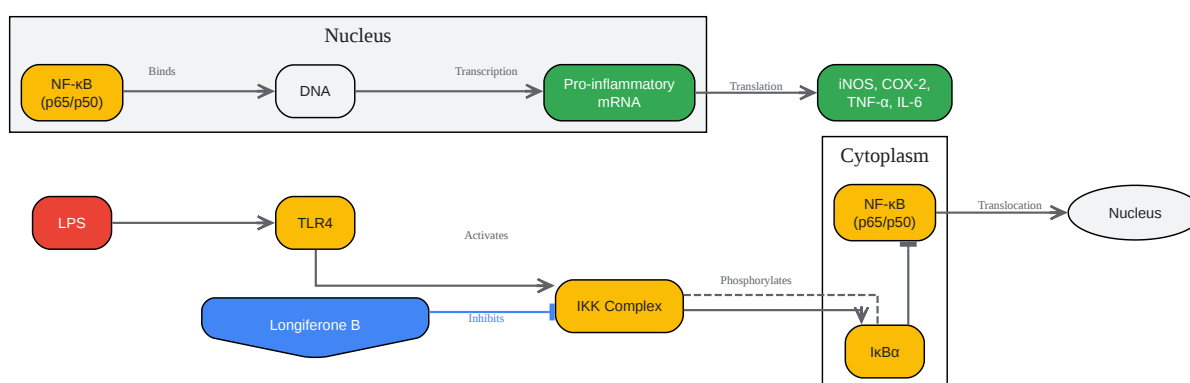 Nucleus
NF-κB
(p65/p50)
Binds
DNA
Transcription
Pro-inflammatory
mRNA
Translation
iNOS, COX-2,
TNF-α, IL-6
Cytoplasm
LPS
TLR4
Activates
NF-κB
(p65/p50)
Translocation
Nucleus
Longiferone B
Inhibits
IKK Complex
Phosphorylates
IκBα